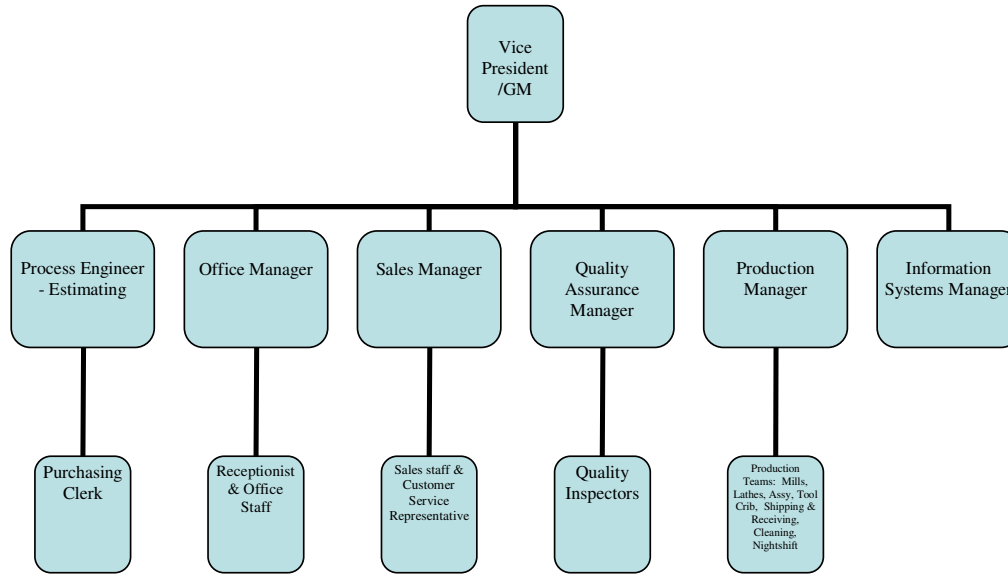 Vice
President
/GM
Process Engineer
- Estimating
Office Manager
Sales Manager
Quality
Assurance
Manager
Production
Manager
Information
Systems Manager
Purchasing
Clerk
Receptionist
& Office
Staff
Sales staff &
Customer
Service
Representative
Quality
Inspectors
Production
Teams: Mills,
Lathes, Assy, Tool
Crib, Shipping &
Receiving,
Cleaning,
Nightshift